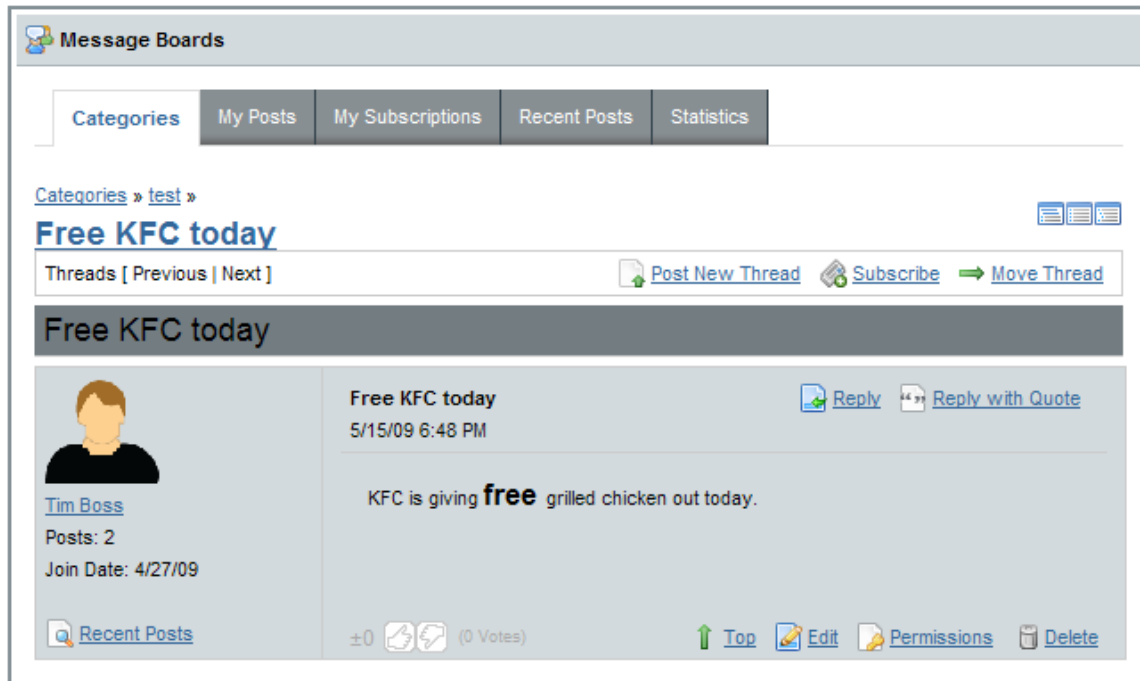 Message Boards
Categories My Posts My Subscriptions Recent Posts Statistics
Categories » test »
Free KFC today
Threads [ Previous | Next ] Post New Thread Subscribe Move Thread
Free KFC today
Free KFC today Reply Reply with Quote
5/15/09 6:48 PM
KFC is giving free grilled chicken out today.
Tim Boss
Posts: 2
Join Date: 4/27/09
Recent Posts ±0 (0 Votes) Top Edit Permissions Delete